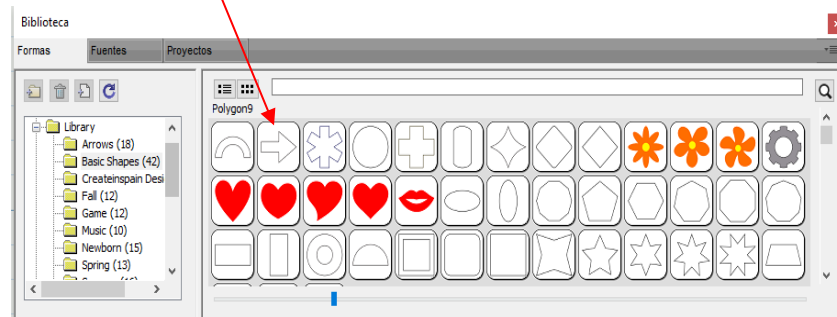 Biblioteca
Formas Fuentes Proyectos
Polygon9
Library
Arrows (18)
Basic Shapes (42)
Createinspain Desi
Fall (12)
Game (12)
Music (10)
Newborn (15)
Spring (13)